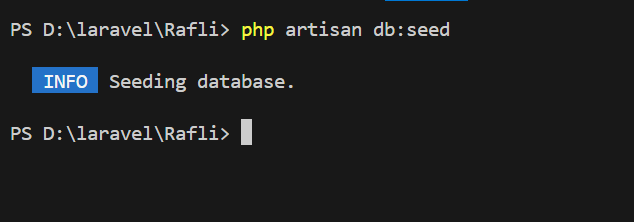 PS D:\laravel\Rafli> php artisan db:seed
INFO Seeding database.
PS D:\laravel\Rafli>